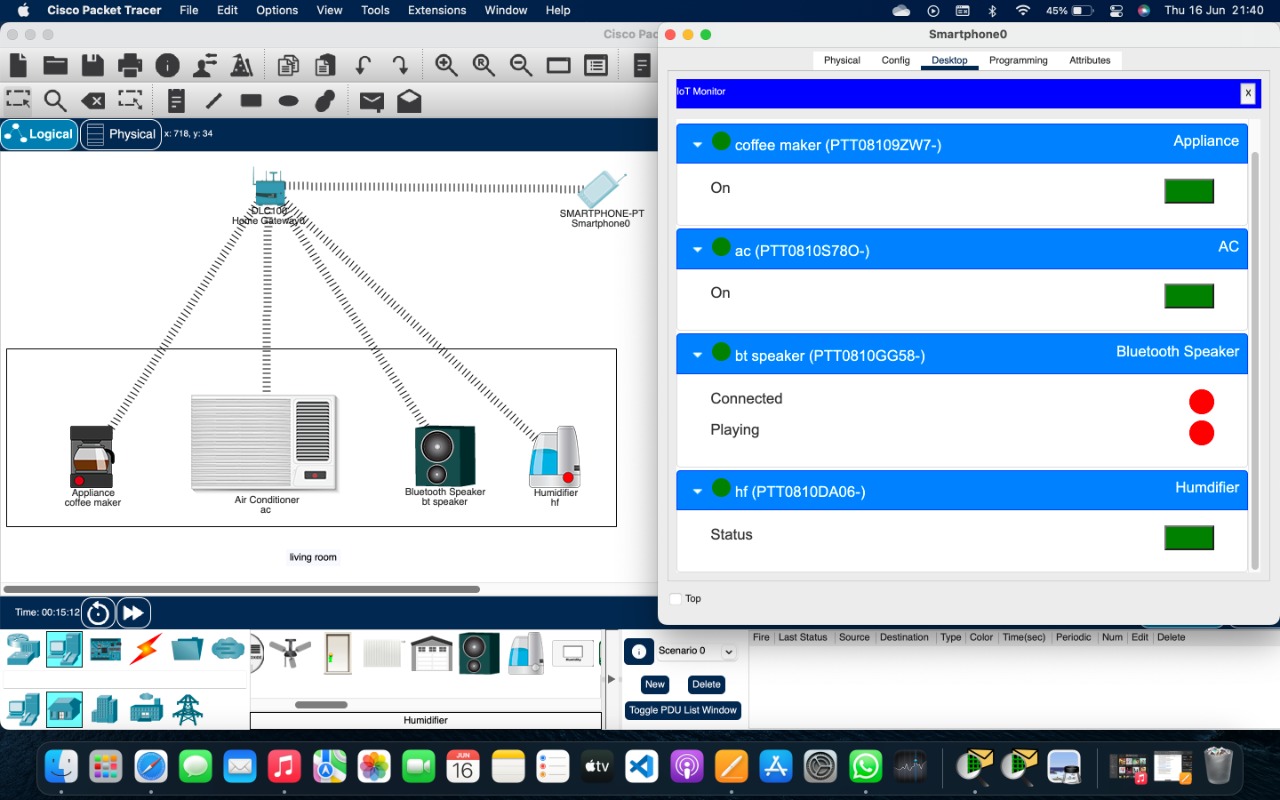 Cisco Packet Tracer File Edit Options View Tools Extensions Window Help 45% Thu 16 Jun 21:40
Cisco Pac
Smartphone0
Physical Config Desktop Programming Attributes
IoT Monitor X
Logical Physical x: 718, y: 34
coffee maker (PTT08109ZW7-) Appliance
On
ac (PTT0810S78O-) AC
On
bt speaker (PTT0810GG58-) Bluetooth Speaker
Connected
Playing
hf (PTT0810DA06-) Humdifier
Status
Top
DLC100
Home Gateway0
SMARTPHONE-PT
Smartphone0
Appliance
coffee maker
Air Conditioner
ac
Bluetooth Speaker
bt speaker
Humidifier
hf
living room
Time: 00:15:12
Scenario 0
New Delete
Toggle PDU List Window
Fire Last Status Source Destination Type Color Time(sec) Periodic Num Edit Delete
Humidifier
JUN
16
tv